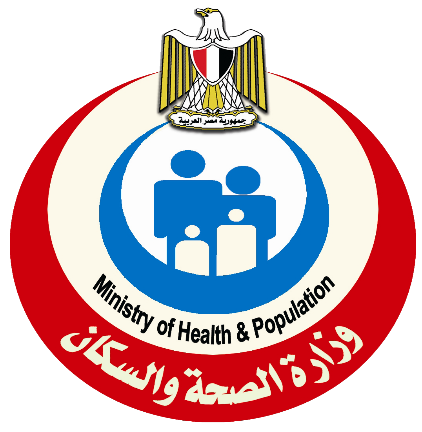 جمهورية مصر العربية
Ministry of Health & Population
وزارة الصحة والسكان